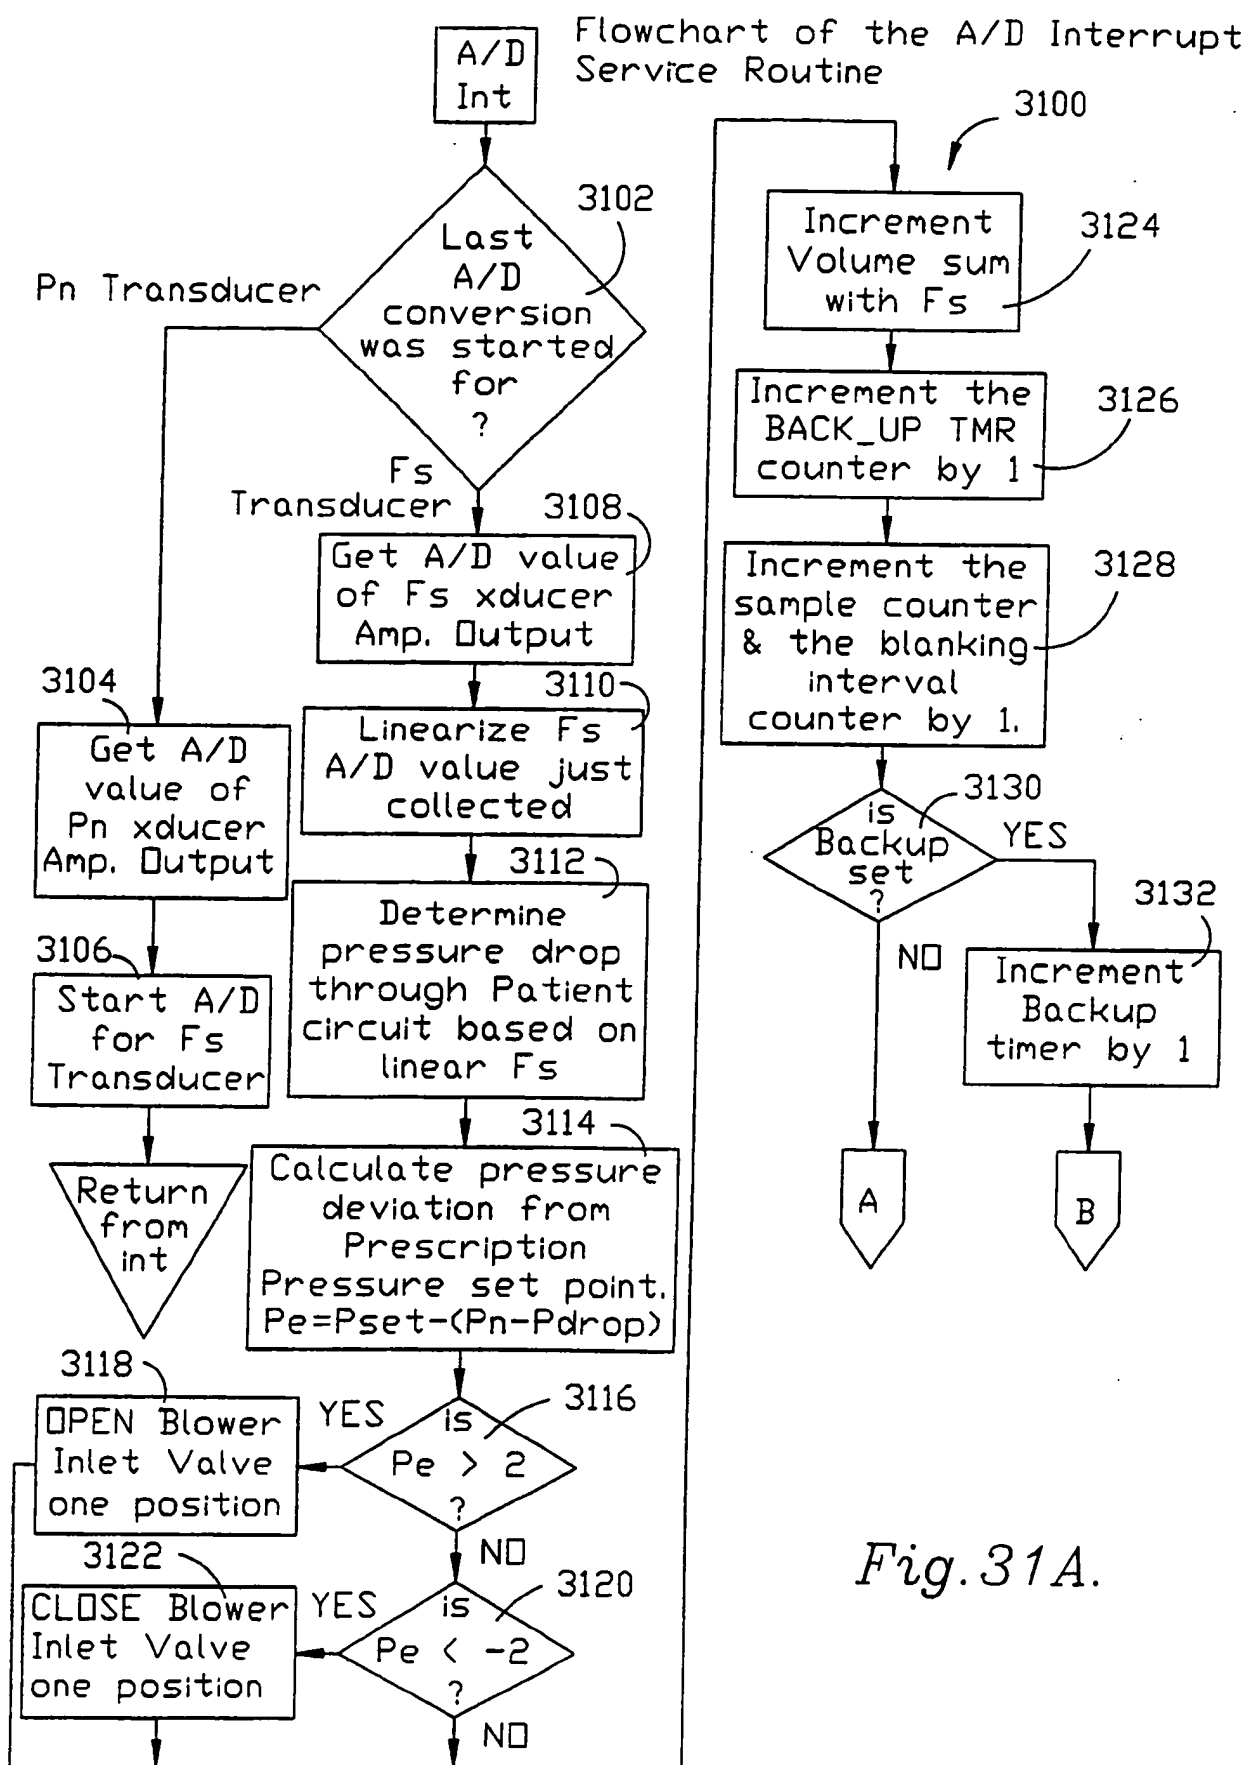 Flowchart of the A/D Interrupt
Service Routine
A/D
Int
3100
3102
Last
A/D
conversion
was started
for
?
Pn Transducer
Fs
Transducer
3104
Get A/D
value of
Pn xducer
Amp. Output
3106
Start A/D
for Fs
Transducer
Return
from
int
3108
Get A/D value
of Fs xducer
Amp. Output
3110
Linearize Fs
A/D value just
collected
3112
Determine
pressure drop
through Patient
circuit based on
linear Fs
3114
Calculate pressure
deviation from
Prescription
Pressure set point.
Pe=Pset-(Pn-Pdrop)
3116
is
Pe > 2
?
YES
NO
3118
OPEN Blower
Inlet Valve
one position
3120
is
Pe < -2
?
YES
NO
3122
CLOSE Blower
Inlet Valve
one position
3124
Increment
Volume sum
with Fs
3126
Increment the
BACK_UP TMR
counter by 1
3128
Increment the
sample counter
& the blanking
interval
counter by 1.
3130
is
Backup
set
?
YES
NO
3132
Increment
Backup
timer by 1
A
B
Fig.31A.